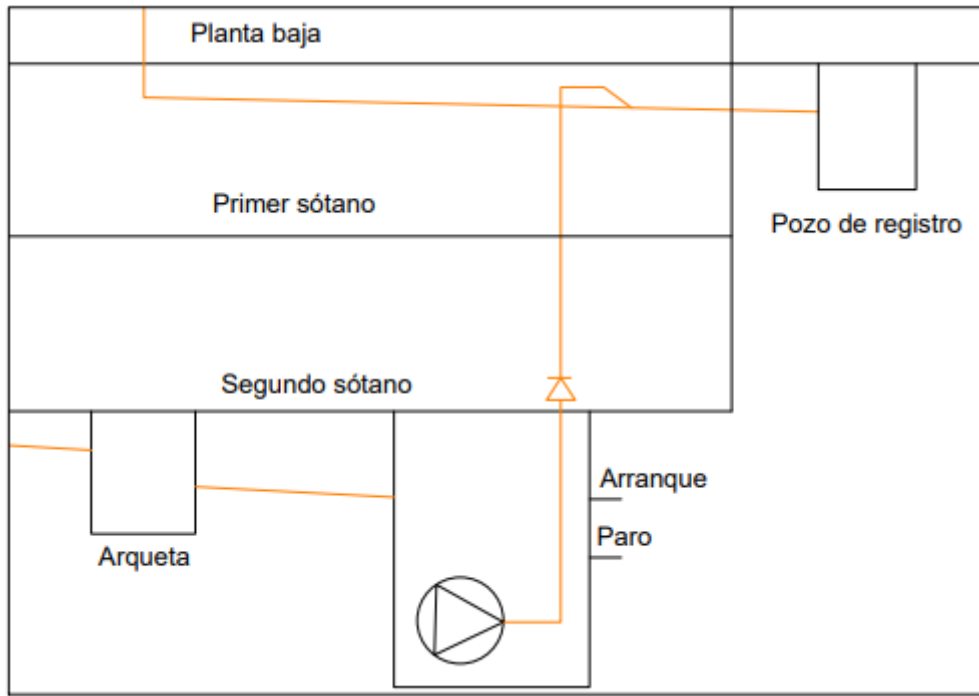 Planta baja
Primer sótano
Pozo de registro
Segundo sótano
Arranque
Paro
Arqueta